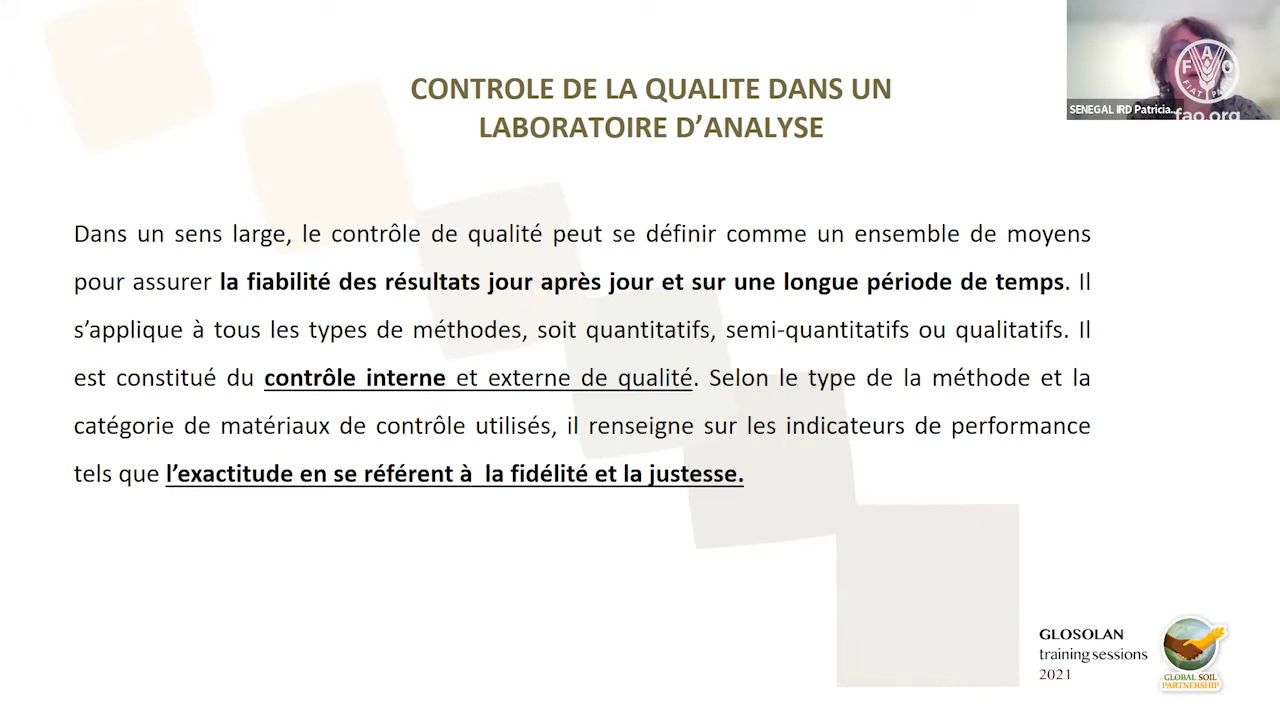 CONTROLE DE LA QUALITE DANS UN
LABORATOIRE D’ANALYSE
SENEGAL IRD Patricia...
F A O
FIAT PANIS
fao.org
Dans un sens large, le contrôle de qualité peut se définir comme un ensemble de moyens
pour assurer la fiabilité des résultats jour après jour et sur une longue période de temps. Il
s’applique à tous les types de méthodes, soit quantitatifs, semi-quantitatifs ou qualitatifs. Il
est constitué du contrôle interne et externe de qualité. Selon le type de la méthode et la
catégorie de matériaux de contrôle utilisés, il renseigne sur les indicateurs de performance
tels que l’exactitude en se référent à la fidélité et la justesse.
GLOSOLAN
training sessions
2021
GLOBAL SOIL
PARTNERSHIP